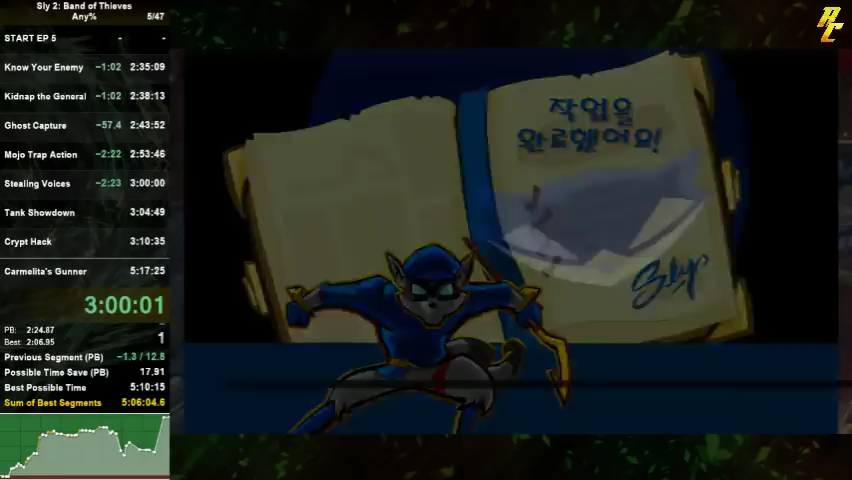 Sly 2: Band of Thieves
Any% 5/47
START EP 5 - -
Know Your Enemy −1:02 2:35:09
Kidnap the General −1:02 2:38:13
Ghost Capture −57.4 2:43:52
Mojo Trap Action −2:22 2:53:46
Stealing Voices −2:23 3:00:00
Tank Showdown 3:04:49
Crypt Hack 3:10:35
Carmelita's Gunner 5:17:25
3:00:01
PB: 2:24.87 –
Best: 2:06.95 1
Previous Segment (PB) −1.3 / 12.8
Possible Time Save (PB) 17.91
Best Possible Time 5:10:15
Sum of Best Segments 5:06:04.6
작업을
완료했어요!
Sly